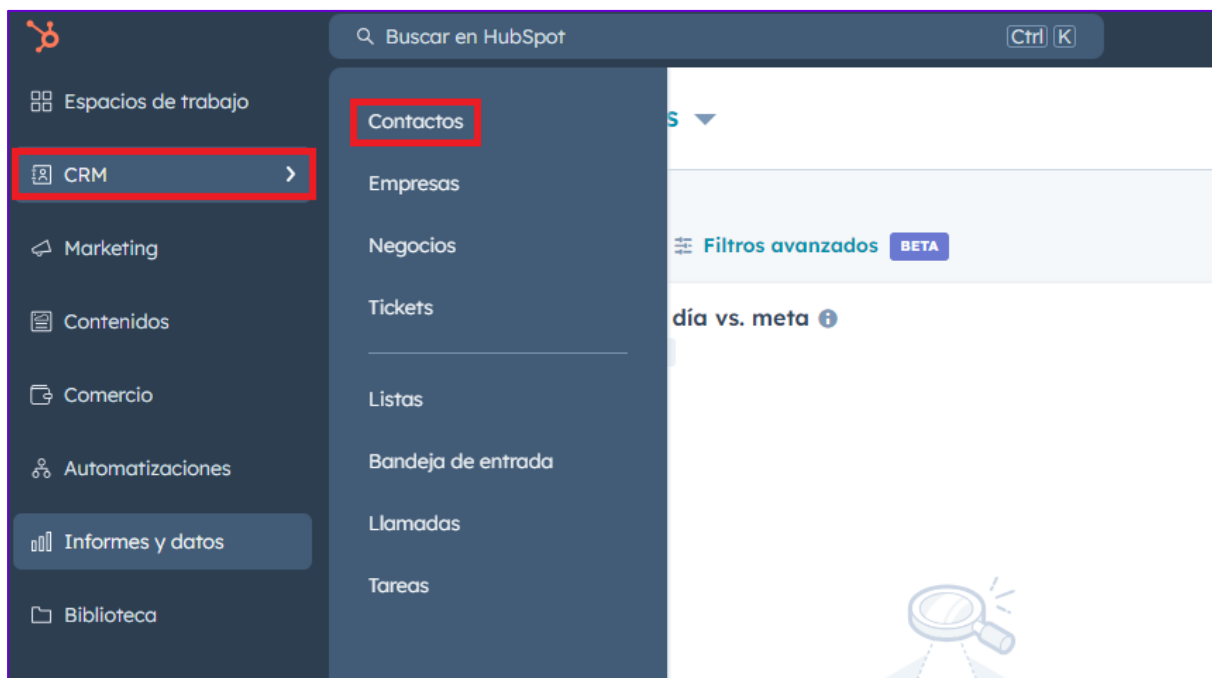 Buscar en HubSpot
Ctrl K
Espacios de trabajo
CRM
Marketing
Contenidos
Comercio
Automatizaciones
Informes y datos
Biblioteca
Contactos
Empresas
Negocios
Tickets
Listas
Bandeja de entrada
Llamadas
Tareas
s
Filtros avanzados BETA
día vs. meta